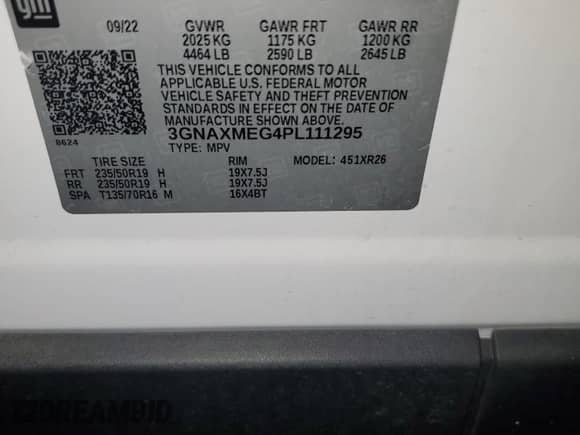 gm
09/22 GVWR GAWR FRT GAWR RR
2025 KG 1175 KG 1200 KG
4464 LB 2590 LB 2645 LB
THIS VEHICLE CONFORMS TO ALL
APPLICABLE U.S. FEDERAL MOTOR
VEHICLE SAFETY AND THEFT PREVENTION
STANDARDS IN EFFECT ON THE DATE OF
MANUFACTURE SHOWN ABOVE.
3GNAXMEG4PL111295
8624
TYPE: MPV MODEL: 451XR26
TIRE SIZE RIM
FRT 235/50R19 H 19X7.5J
RR 235/50R19 H 19X7.5J
SPA T135/70R16 M 16X4BT